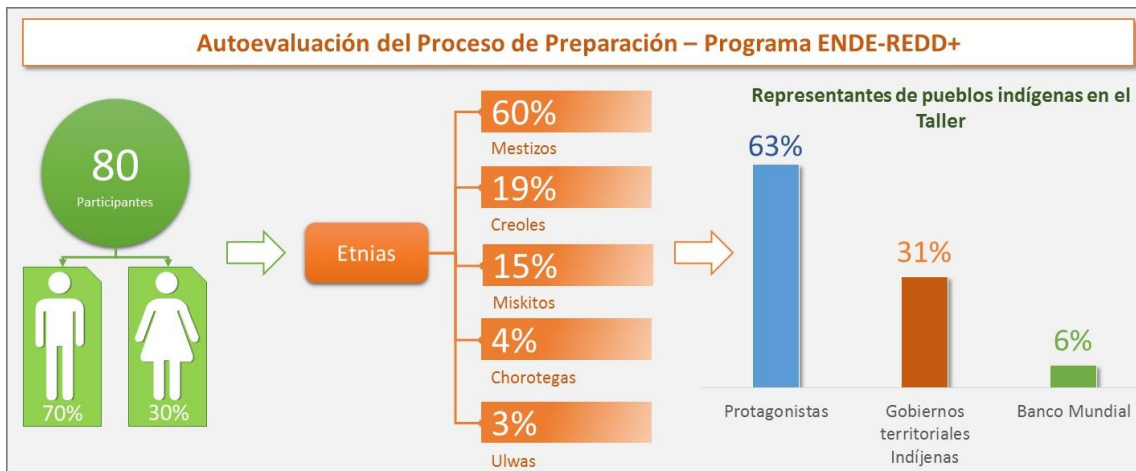 Autoevaluación del Proceso de Preparación – Programa ENDE-REDD+
80
Participantes
70%
30%
Etnias
60%
Mestizos
19%
Creoles
15%
Miskitos
4%
Chorotegas
3%
Ulwas
Representantes de pueblos indígenas en el
Taller
63%
31%
6%
Protagonistas
Gobiernos
territoriales
Indíjenas
Banco Mundial